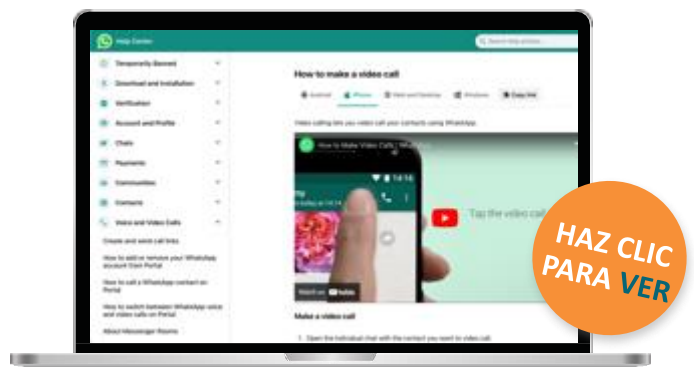 Help Center
Search help articles
Temporarily Banned
Download and Installation
Verification
Account and Profile
Chats
Payments
Communities
Contacts
Voice and Video Calls
Create and send call links
How to add or remove your WhatsApp
account from Portal
How to call a WhatsApp contact on
Portal
How to switch between WhatsApp voice
and video calls on Portal
About Messenger Rooms
How to make a video call
Android
iPhone
Web and Desktop
Windows
Copy link
Video calling lets you video call your contacts using WhatsApp.
How to Make Video Calls | WhatsApp
14:14
today at 14:14
Tap the video call
Watch on YouTube
Make a video call
1. Open the individual chat with the contact you want to video call.
HAZ CLIC
PARA VER